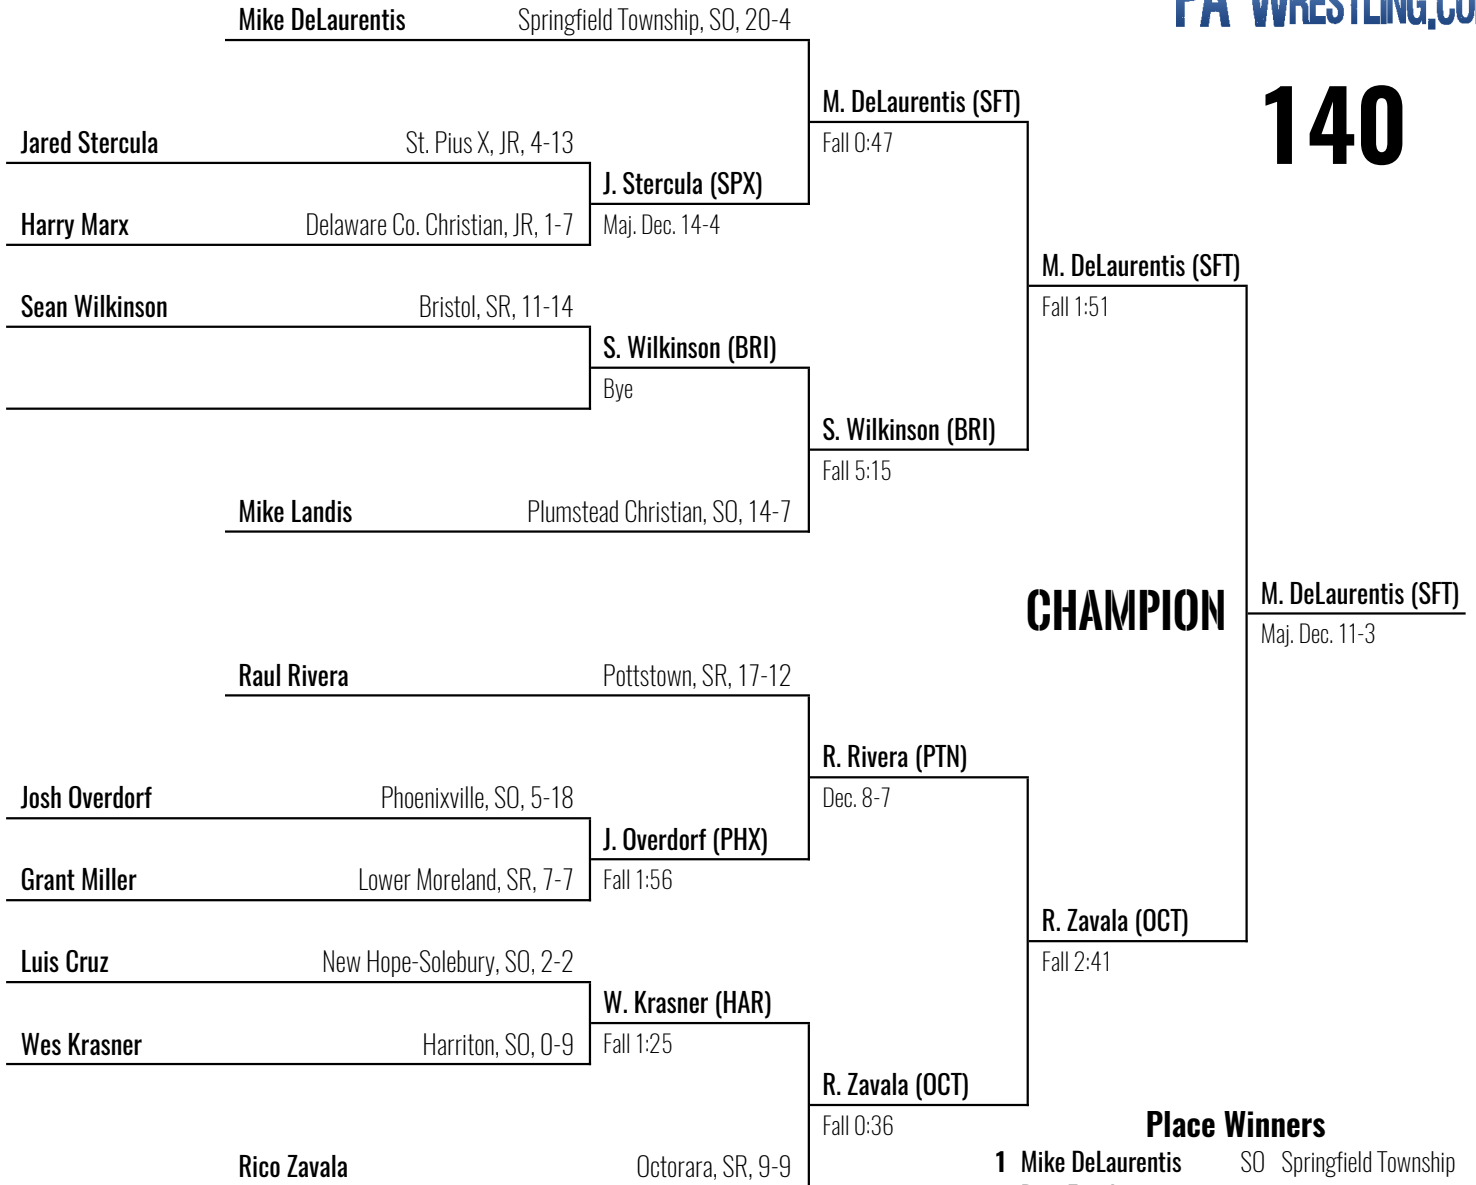 Mike DeLaurentis Springfield Township, SO, 20-4
PA WRESTLING.CO
140
M. DeLaurentis (SFT)
Jared Stercula St. Pius X, JR, 4-13
Fall 0:47
J. Stercula (SPX)
Harry Marx Delaware Co. Christian, JR, 1-7
Maj. Dec. 14-4
M. DeLaurentis (SFT)
Sean Wilkinson Bristol, SR, 11-14
Fall 1:51
S. Wilkinson (BRI)
Bye
S. Wilkinson (BRI)
Fall 5:15
Mike Landis Plumstead Christian, SO, 14-7
CHAMPION
M. DeLaurentis (SFT)
Maj. Dec. 11-3
Raul Rivera Pottstown, SR, 17-12
R. Rivera (PTN)
Josh Overdorf Phoenixville, SO, 5-18
Dec. 8-7
J. Overdorf (PHX)
Grant Miller Lower Moreland, SR, 7-7
Fall 1:56
R. Zavala (OCT)
Luis Cruz New Hope-Solebury, SO, 2-2
Fall 2:41
W. Krasner (HAR)
Wes Krasner Harriton, SO, 0-9
Fall 1:25
R. Zavala (OCT)
Fall 0:36
Place Winners
Rico Zavala Octorara, SR, 9-9
1 Mike DeLaurentis SO Springfield Township